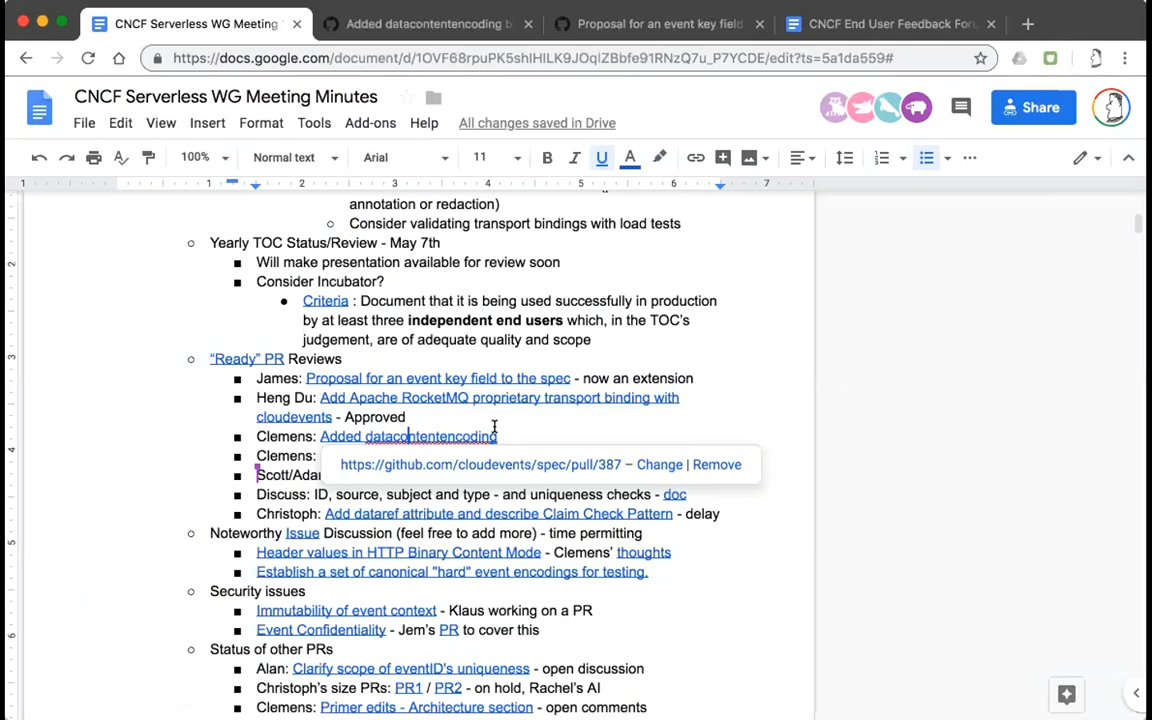 CNCF Serverless WG Meeting
Added datacontentencoding b
Proposal for an event key field
CNCF End User Feedback Foru
https://docs.google.com/document/d/1OVF68rpuPK5shIHlLK9JOqlZBbfe91RNzQ7u_P7YCDE/edit?ts=5a1da559#
CNCF Serverless WG Meeting Minutes
File Edit View Insert Format Tools Add-ons Help All changes saved in Drive
Share
100% Normal text Arial 11
1 1 2 3 4 5 6 7
annotation or redaction)
Consider validating transport bindings with load tests
Yearly TOC Status/Review - May 7th
Will make presentation available for review soon
Consider Incubator?
Criteria : Document that it is being used successfully in production
by at least three independent end users which, in the TOC's
judgement, are of adequate quality and scope
"Ready" PR Reviews
James: Proposal for an event key field to the spec - now an extension
Heng Du: Add Apache RocketMQ proprietary transport binding with
cloudevents - Approved
Clemens: Added datacontentencoding
Clemens:
https://github.com/cloudevents/spec/pull/387 – Change | Remove
Scott/Adam
Discuss: ID, source, subject and type - and uniqueness checks - doc
Christoph: Add dataref attribute and describe Claim Check Pattern - delay
Noteworthy Issue Discussion (feel free to add more) - time permitting
Header values in HTTP Binary Content Mode - Clemens' thoughts
Establish a set of canonical "hard" event encodings for testing.
Security issues
Immutability of event context - Klaus working on a PR
Event Confidentiality - Jem's PR to cover this
Status of other PRs
Alan: Clarify scope of eventID's uniqueness - open discussion
Christoph's size PRs: PR1 / PR2 - on hold, Rachel's AI
Clemens: Primer edits - Architecture section - open comments